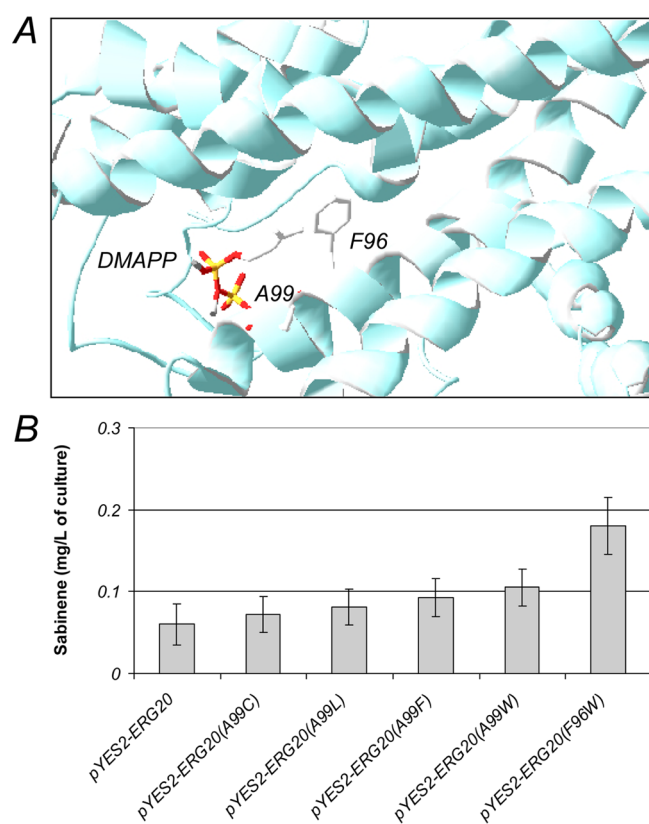 A
DMAPP
F96
A99
B
Sabinene (mg/L of culture)
0.3
0.2
0.1
0
pYES2-ERG20
pYES2-ERG20(A99C)
pYES2-ERG20(A99L)
pYES2-ERG20(A99F)
pYES2-ERG20(A99W)
pYES2-ERG20(F96W)